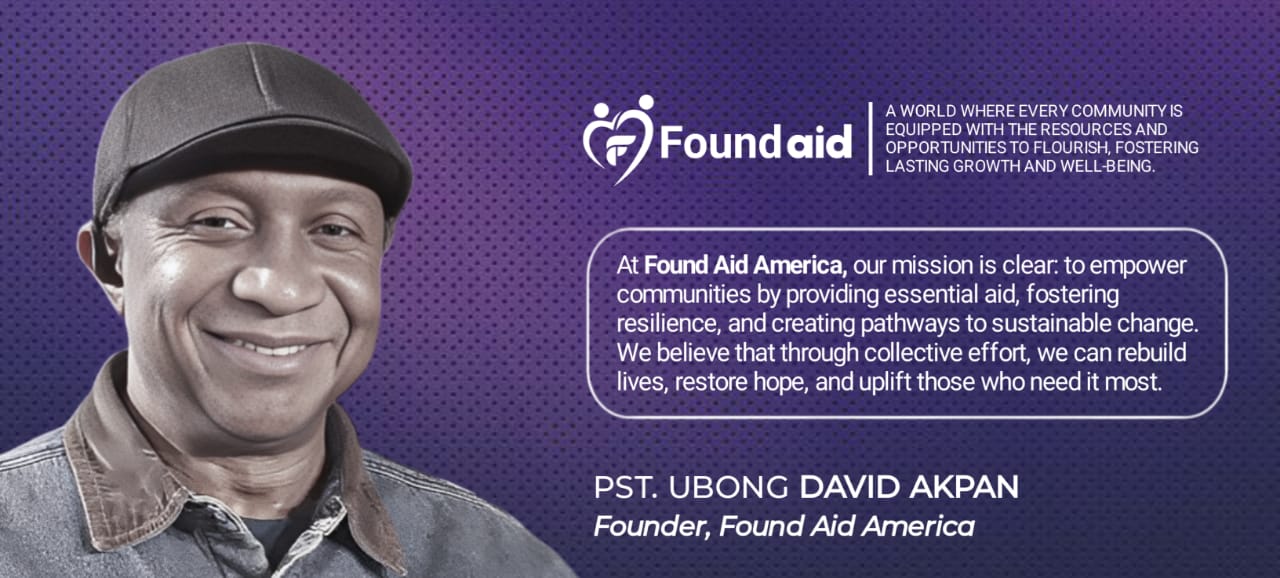 Found aid
A WORLD WHERE EVERY COMMUNITY IS
EQUIPPED WITH THE RESOURCES AND
OPPORTUNITIES TO FLOURISH, FOSTERING
LASTING GROWTH AND WELL-BEING.
At Found Aid America, our mission is clear: to empower
communities by providing essential aid, fostering
resilience, and creating pathways to sustainable change.
We believe that through collective effort, we can rebuild
lives, restore hope, and uplift those who need it most.
PST. UBONG DAVID AKPAN
Founder, Found Aid America